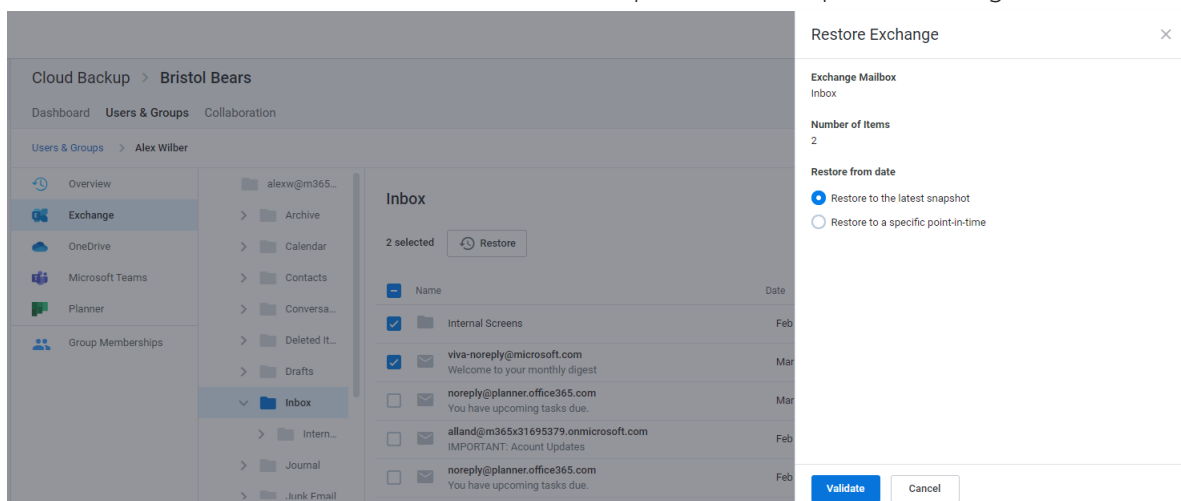 Restore Exchange
Cloud Backup > Bristol Bears
Dashboard Users & Groups Collaboration
Users & Groups > Alex Wilber
Overview
Exchange
OneDrive
Microsoft Teams
Planner
Group Memberships
alexw@m365...
Archive
Calendar
Contacts
Conversa...
Deleted It...
Drafts
Inbox
Intern...
Journal
Junk Email
Inbox
2 selected Restore
Name Date
Internal Screens Feb
viva-noreply@microsoft.com
Welcome to your monthly digest Mar
noreply@planner.office365.com
You have upcoming tasks due. Mar
alland@m365x31695379.onmicrosoft.com
IMPORTANT: Acount Updates Feb
noreply@planner.office365.com
You have upcoming tasks due. Feb
Exchange Mailbox
Inbox
Number of Items
2
Restore from date
Restore to the latest snapshot
Restore to a specific point-in-time
Validate Cancel